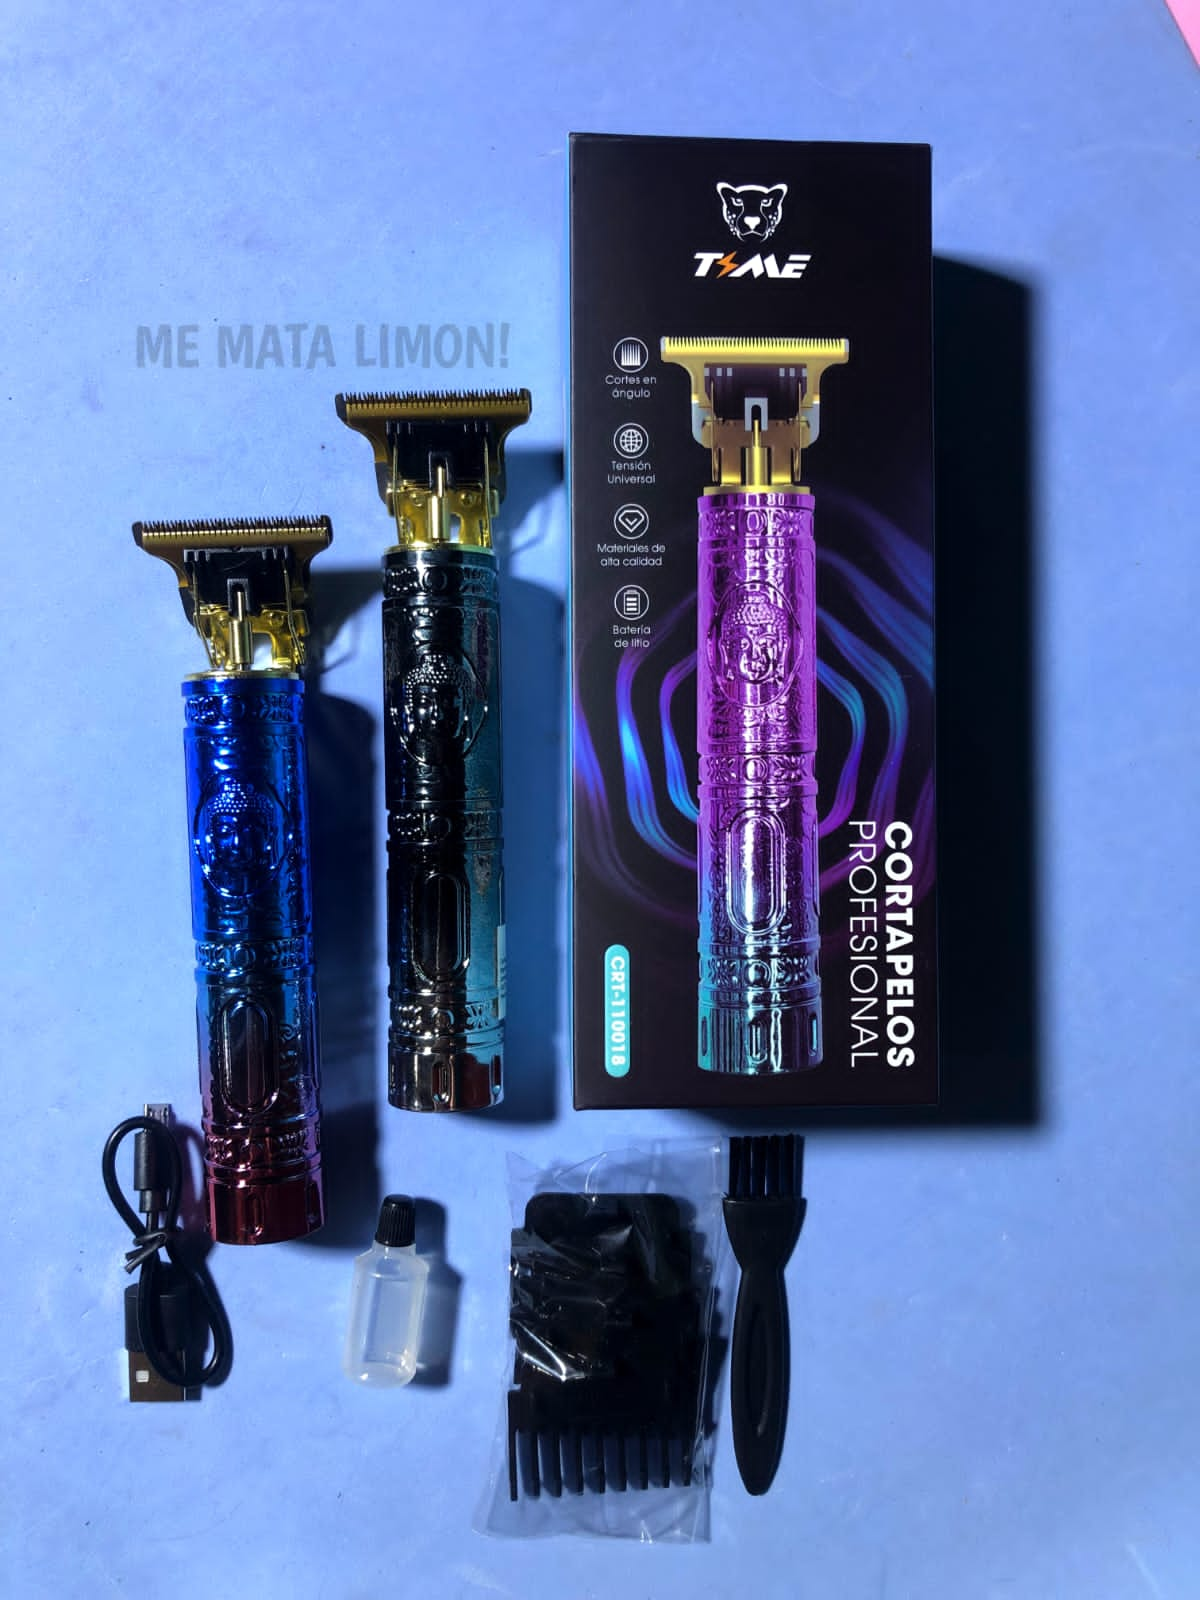 TIME
ME MATA LIMON!
Cortes en
ángulo
Tensión
Universal
Materiales de
alta calidad
Batería
de litio
CORTAPELOS
PROFESIONAL
CRT-110018